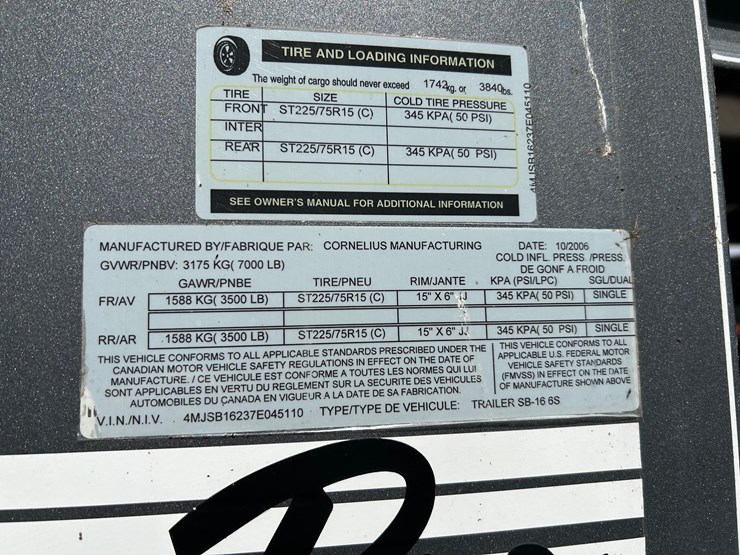 TIRE AND LOADING INFORMATION
The weight of cargo should never exceed 1742kg. or 3840lbs.
TIRE SIZE COLD TIRE PRESSURE
FRONT ST225/75R15 (C) 345 KPA( 50 PSI)
INTER
REAR ST225/75R15 (C) 345 KPA( 50 PSI)
SEE OWNER'S MANUAL FOR ADDITIONAL INFORMATION
4MJSB16237E045110
MANUFACTURED BY/FABRIQUE PAR: CORNELIUS MANUFACTURING DATE: 10/2006
GVWR/PNBV: 3175 KG( 7000 LB) COLD INFL. PRESS. /PRESS.
DE GONF A FROID
GAWR/PNBE TIRE/PNEU RIM/JANTE KPA (PSI/LPC) SGL/DUAL
FR/AV 1588 KG( 3500 LB) ST225/75R15 (C) 15" X 6" JJ 345 KPA( 50 PSI) SINGLE
RR/AR 1588 KG( 3500 LB) ST225/75R15 (C) 15" X 6" JJ 345 KPA( 50 PSI) SINGLE
THIS VEHICLE CONFORMS TO ALL APPLICABLE STANDARDS PRESCRIBED UNDER THE
CANADIAN MOTOR VEHICLE SAFETY REGULATIONS IN EFFECT ON THE DATE OF
MANUFACTURE. / CE VEHICULE EST CONFORME A TOUTES LES NORMES QUI LUI
SONT APPLICABLES EN VERTU DU REGLEMENT SUR LA SECURITE DES VEHICULES
AUTOMOBILES DU CANADA EN VIGUEUR A LA DATE DE SA FABRICATION.
THIS VEHICLE CONFORMS TO ALL
APPLICABLE U.S. FEDERAL MOTOR
VEHICLE SAFETY STANDARDS
(FMVSS) IN EFFECT ON THE DATE
OF MANUFACTURE SHOWN ABOVE
V.I.N./N.I.V. 4MJSB16237E045110 TYPE/TYPE DE VEHICULE: TRAILER SB-16 6S